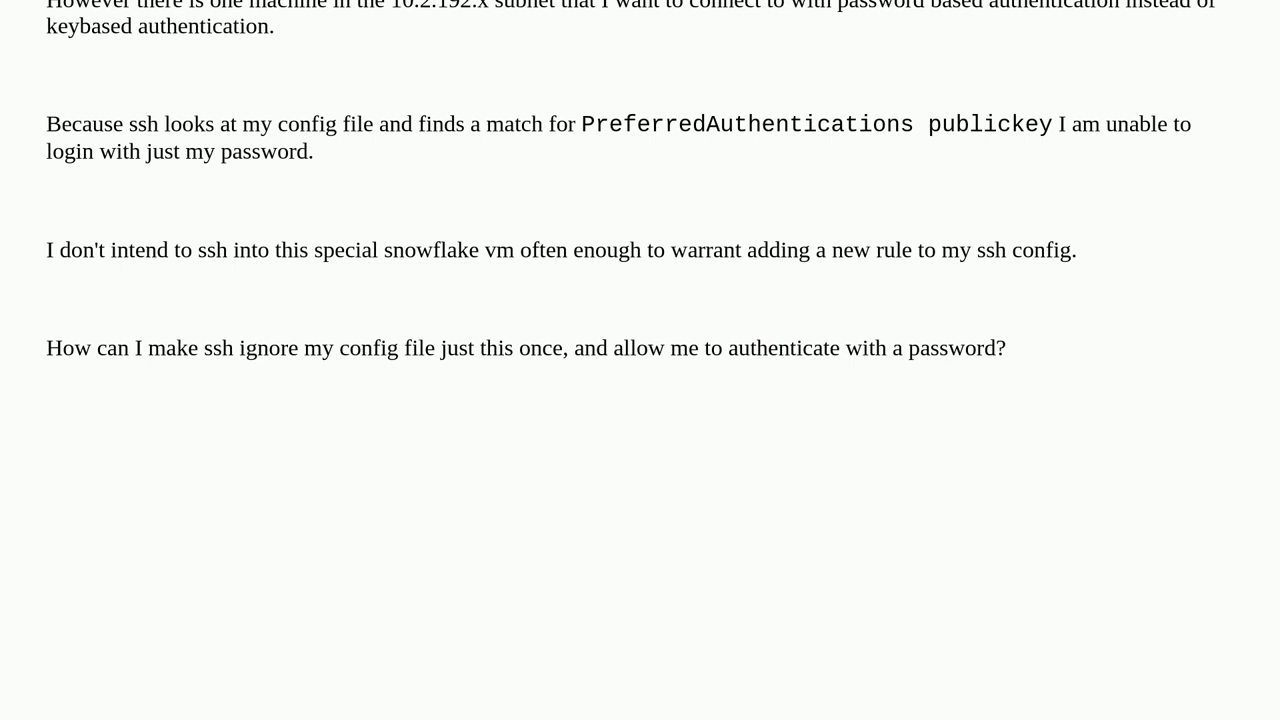 However there is one machine in the 10.2.192.x subnet that I want to connect to with password based authentication instead of
keybased authentication.
Because ssh looks at my config file and finds a match for PreferredAuthentications publickey I am unable to
login with just my password.
I don't intend to ssh into this special snowflake vm often enough to warrant adding a new rule to my ssh config.
How can I make ssh ignore my config file just this once, and allow me to authenticate with a password?